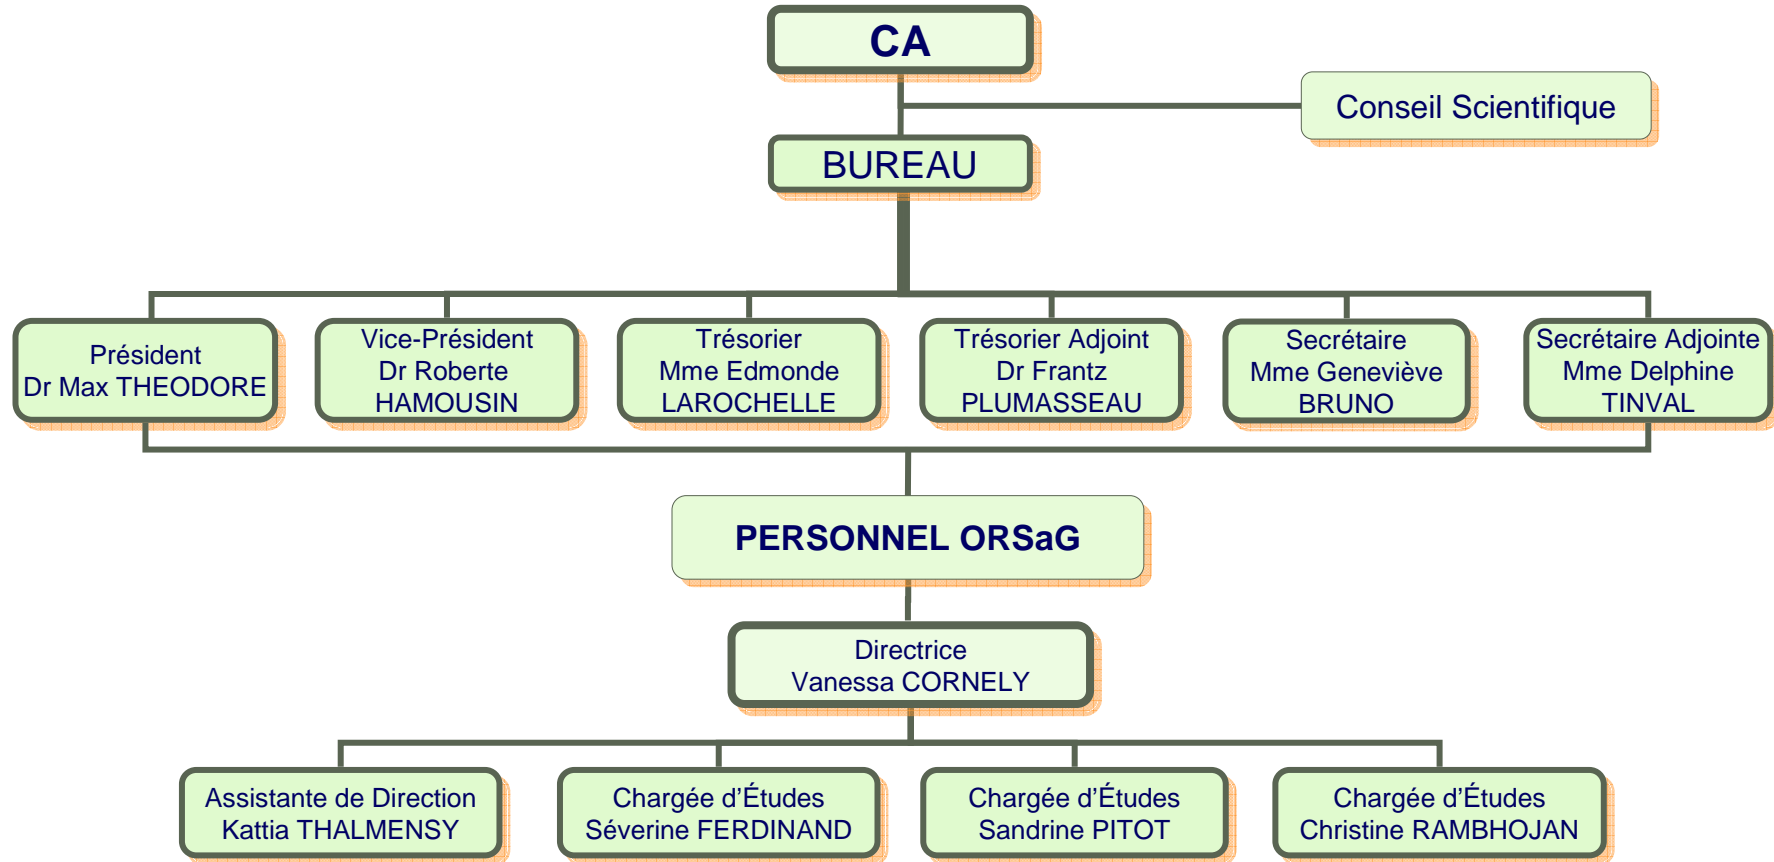 CA
Conseil Scientifique
BUREAU
Président
Dr Max THEODORE
Vice-Président
Dr Roberte
HAMOUSIN
Trésorier
Mme Edmonde
LAROCHELLE
Trésorier Adjoint
Dr Frantz
PLUMASSEAU
Secrétaire
Mme Geneviève
BRUNO
Secrétaire Adjointe
Mme Delphine
TINVAL
PERSONNEL ORSaG
Directrice
Vanessa CORNELY
Assistante de Direction
Kattia THALMENSY
Chargée d’Études
Séverine FERDINAND
Chargée d’Études
Sandrine PITOT
Chargée d’Études
Christine RAMBHOJAN